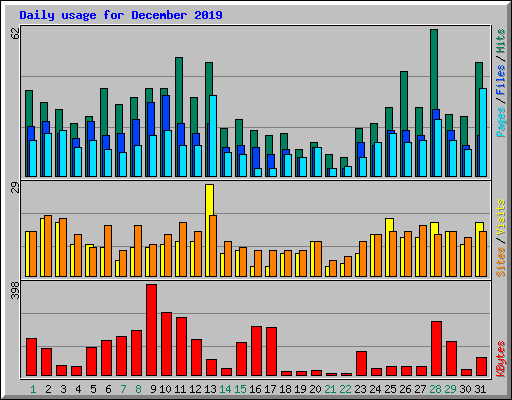 Daily usage for December 2019
62
Pages / Files / Hits
29
Sites / Visits
398
KBytes
1 2 3 4 5 6 7 8 9 10 11 12 13 14 15 16 17 18 19 20 21 22 23 24 25 26 27 28 29 30 31